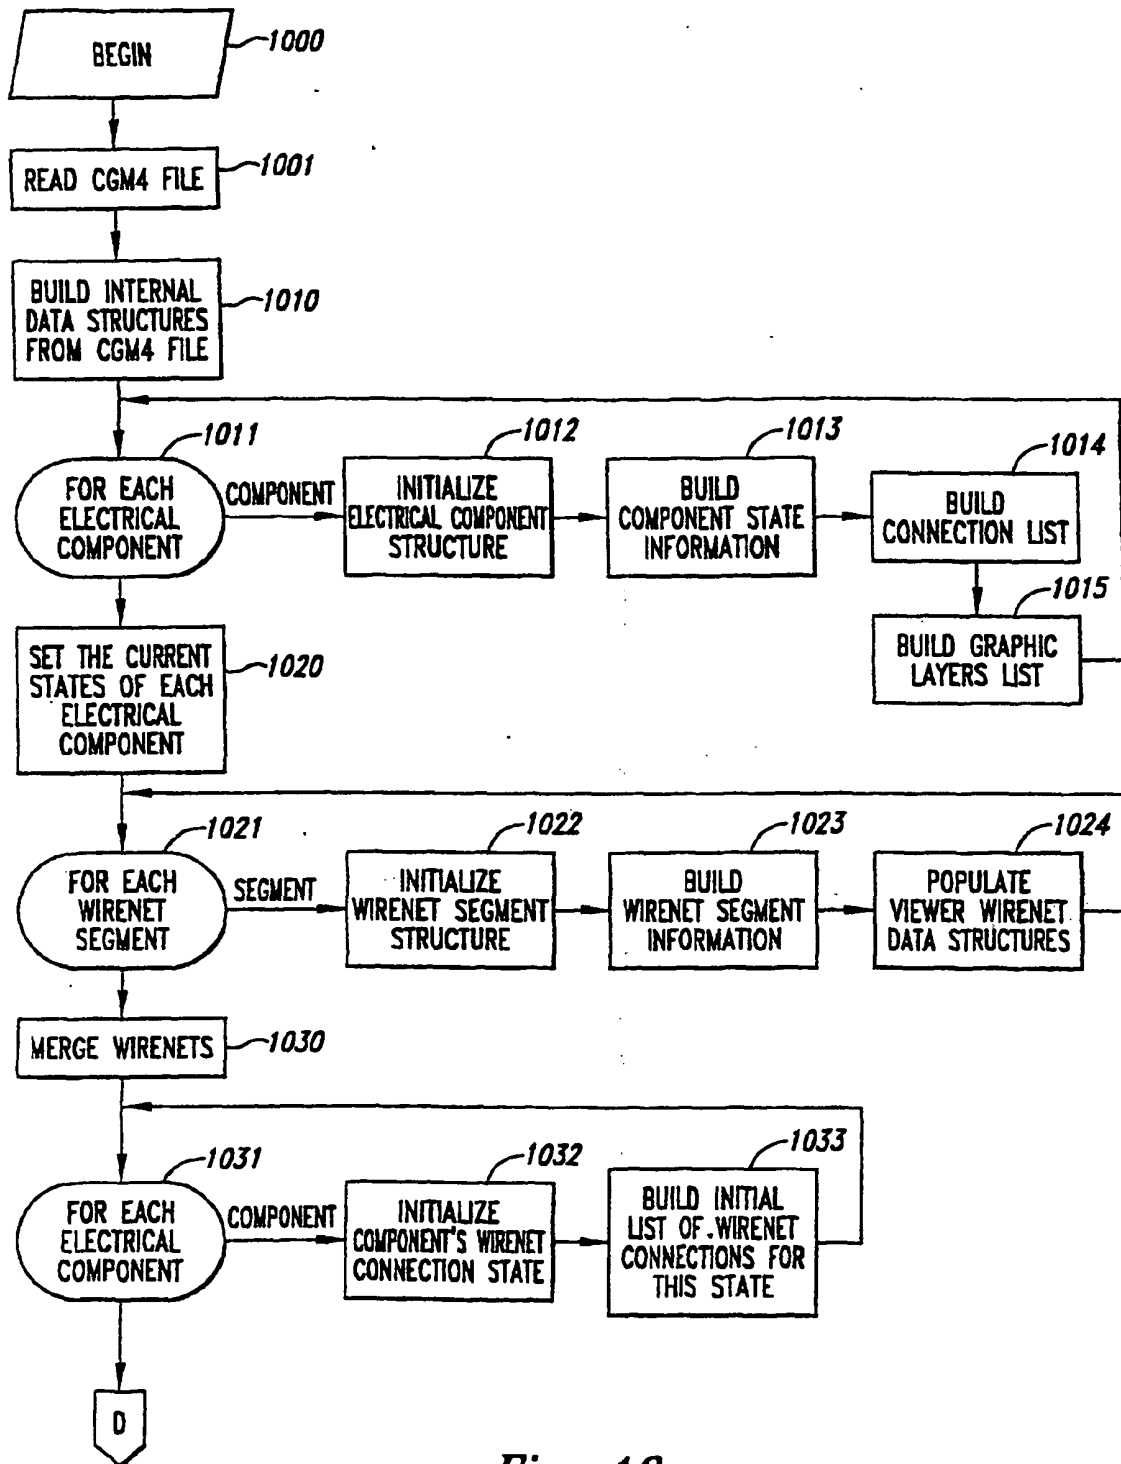 BEGIN
1000
READ CGM4 FILE
1001
BUILD INTERNAL
DATA STRUCTURES
FROM CGM4 FILE
1010
FOR EACH
ELECTRICAL
COMPONENT
1011
COMPONENT
INITIALIZE
ELECTRICAL COMPONENT
STRUCTURE
1012
BUILD
COMPONENT STATE
INFORMATION
1013
BUILD
CONNECTION LIST
1014
BUILD GRAPHIC
LAYERS LIST
1015
SET THE CURRENT
STATES OF EACH
ELECTRICAL
COMPONENT
1020
FOR EACH
WIRENET
SEGMENT
1021
SEGMENT
INITIALIZE
WIRENET SEGMENT
STRUCTURE
1022
BUILD
WIRENET SEGMENT
INFORMATION
1023
POPULATE
VIEWER WIRENET
DATA STRUCTURES
1024
MERGE WIRENETS
1030
FOR EACH
ELECTRICAL
COMPONENT
1031
COMPONENT
INITIALIZE
COMPONENT'S WIRENET
CONNECTION STATE
1032
BUILD INITIAL
LIST OF WIRENET
CONNECTIONS FOR
THIS STATE
1033
D